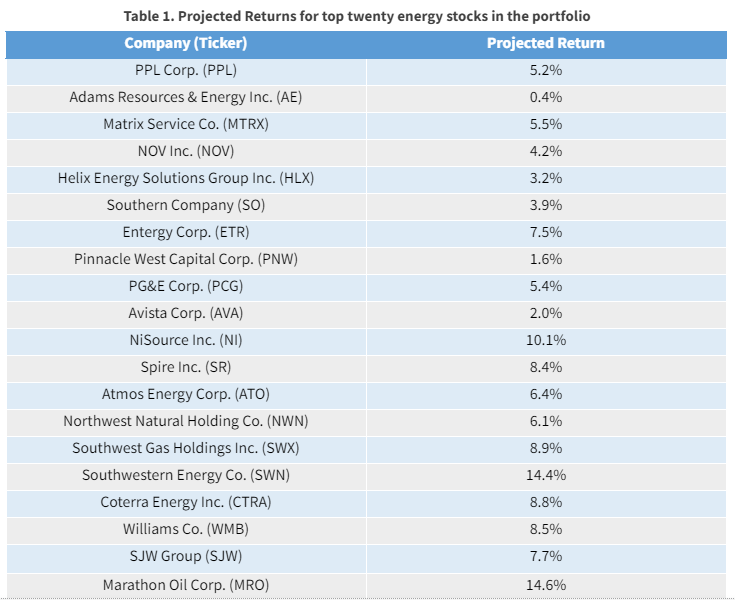 Table 1. Projected Returns for top twenty energy stocks in the portfolio
Company (Ticker) Projected Return
PPL Corp. (PPL) 5.2%
Adams Resources & Energy Inc. (AE) 0.4%
Matrix Service Co. (MTRX) 5.5%
NOV Inc. (NOV) 4.2%
Helix Energy Solutions Group Inc. (HLX) 3.2%
Southern Company (SO) 3.9%
Entergy Corp. (ETR) 7.5%
Pinnacle West Capital Corp. (PNW) 1.6%
PG&E Corp. (PCG) 5.4%
Avista Corp. (AVA) 2.0%
NiSource Inc. (NI) 10.1%
Spire Inc. (SR) 8.4%
Atmos Energy Corp. (ATO) 6.4%
Northwest Natural Holding Co. (NWN) 6.1%
Southwest Gas Holdings Inc. (SWX) 8.9%
Southwestern Energy Co. (SWN) 14.4%
Coterra Energy Inc. (CTRA) 8.8%
Williams Co. (WMB) 8.5%
SJW Group (SJW) 7.7%
Marathon Oil Corp. (MRO) 14.6%